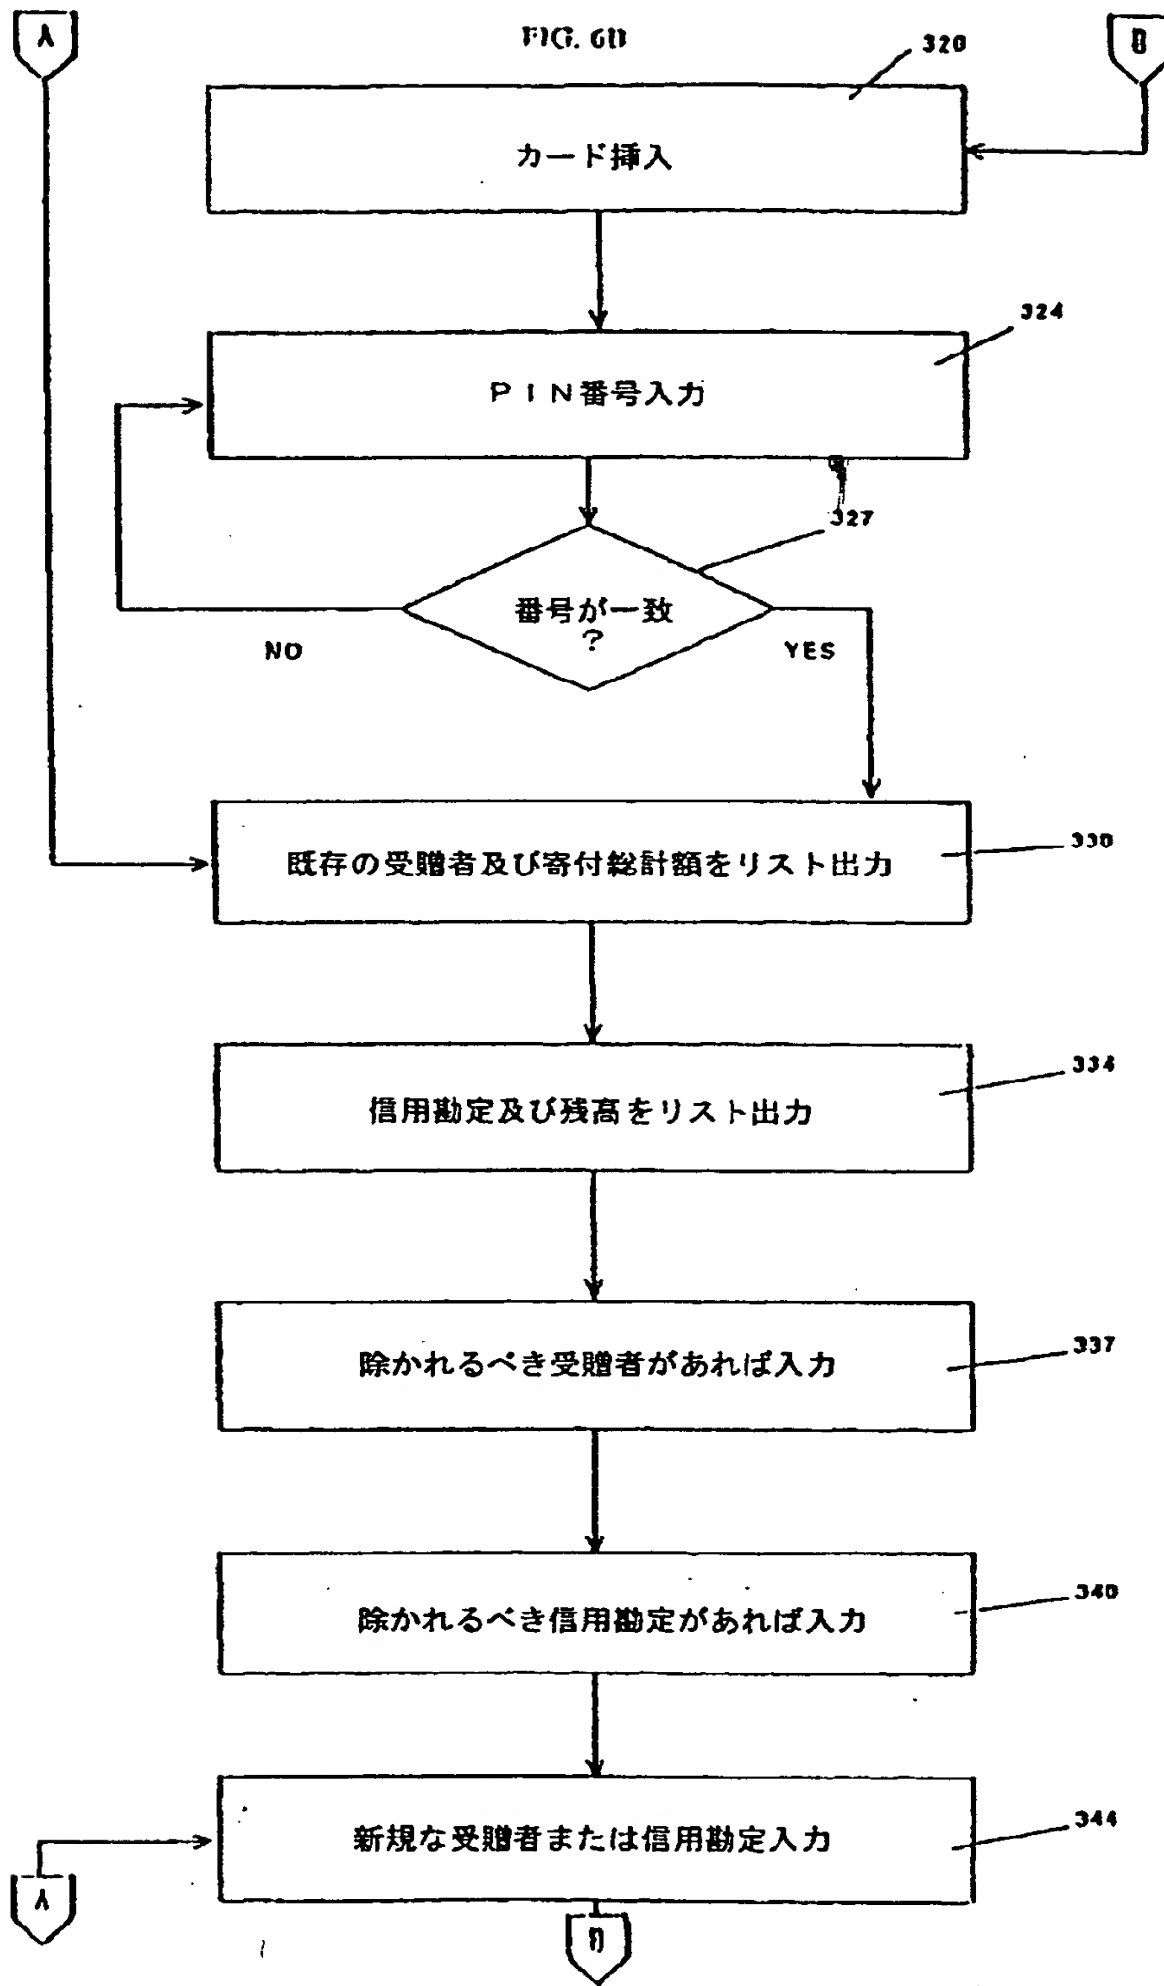 A
FIG. 6B
320
B
カード挿入
324
ＰＩＮ番号入力
327
番号が一致
？
NO
YES
330
既存の受贈者及び寄付総計額をリスト出力
334
信用勘定及び残高をリスト出力
337
除かれるべき受贈者があれば入力
340
除かれるべき信用勘定があれば入力
344
新規な受贈者または信用勘定入力
A
B